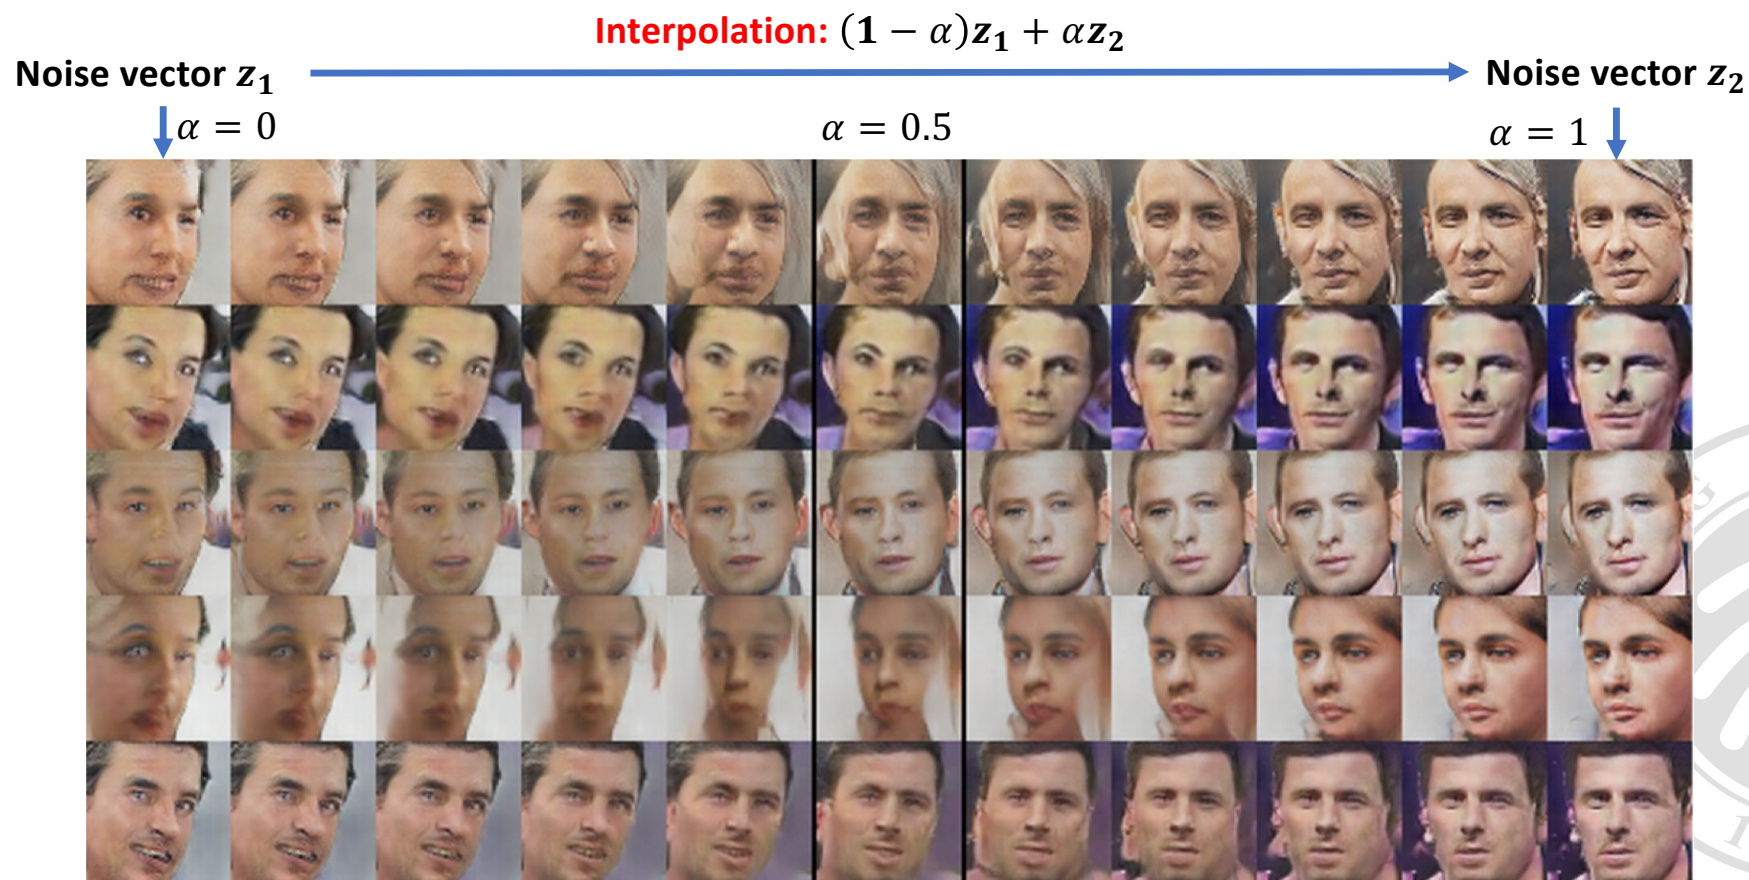 Interpolation: (1 − α)z₁ + αz₂
Noise vector z₁
Noise vector z₂
α = 0
α = 0.5
α = 1